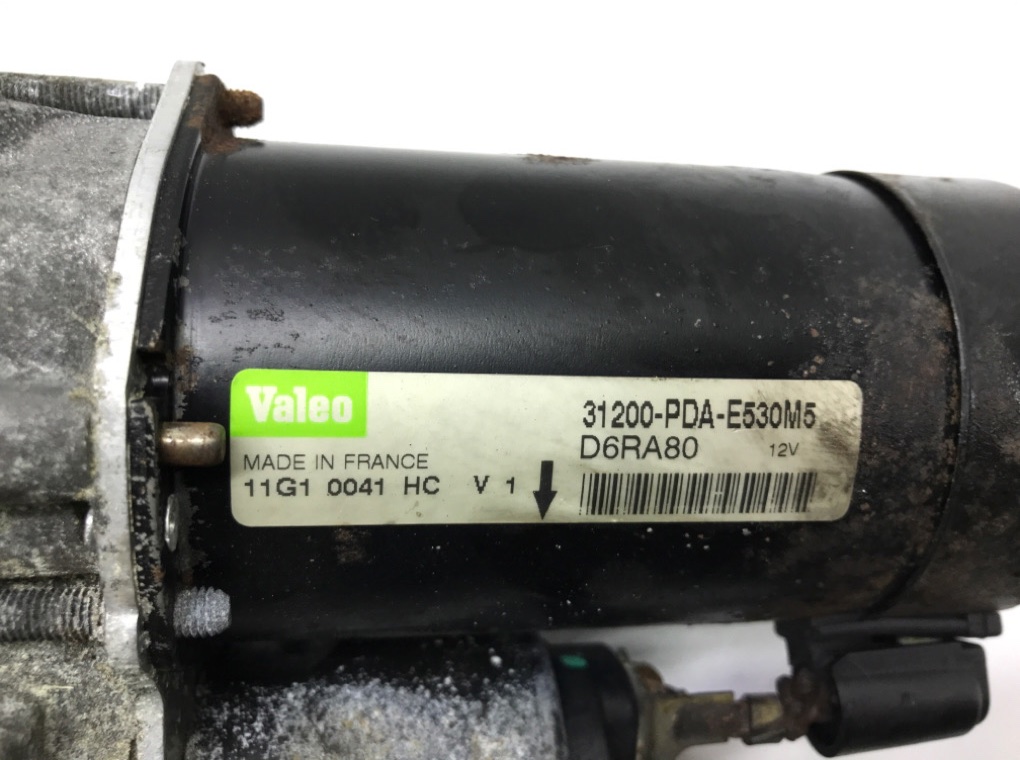 Valeo
31200-PDA-E530M5
D6RA80 12V
MADE IN FRANCE
11G1 0041 HC V 1